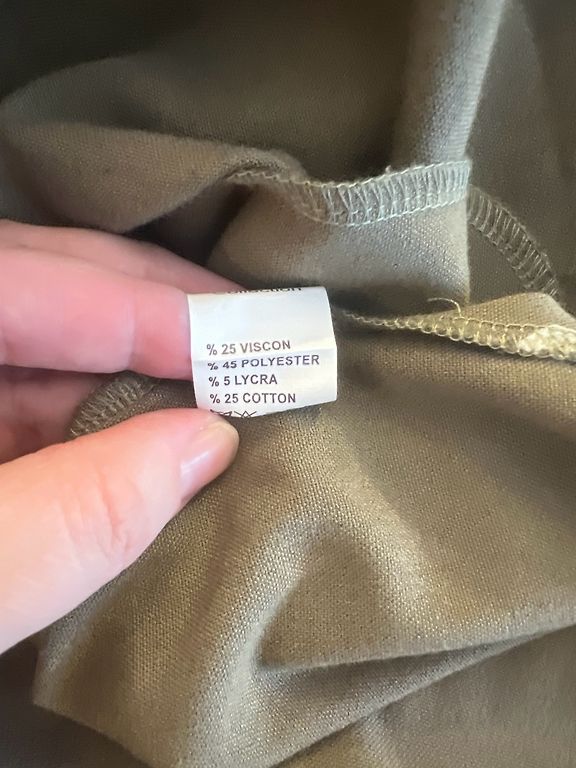 % 25 VISCON
% 45 POLYESTER
% 5 LYCRA
% 25 COTTON